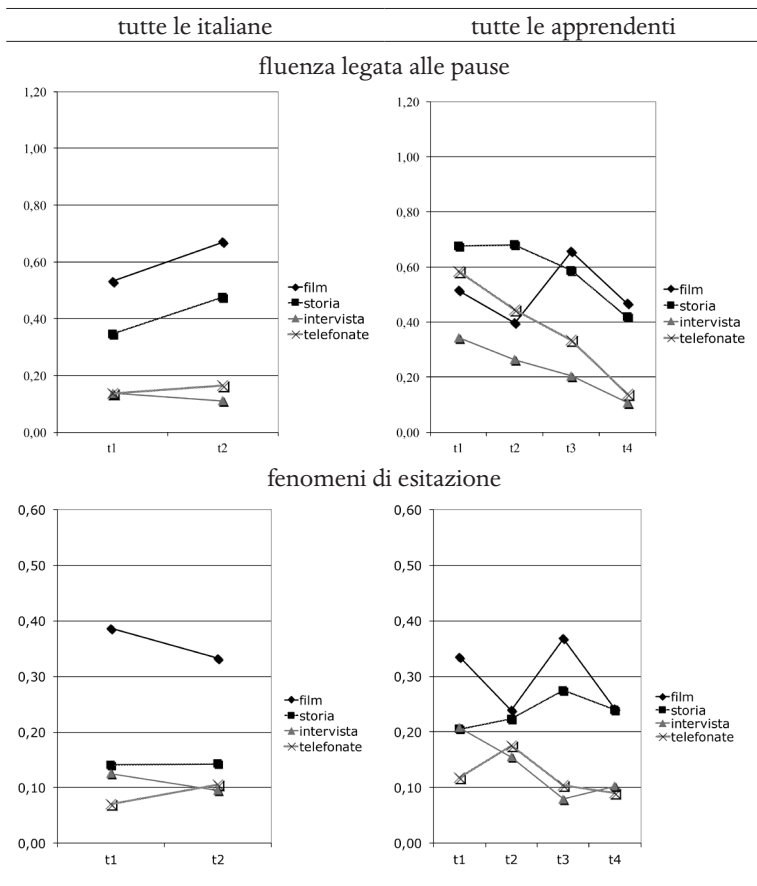 tutte le italiane tutte le apprendenti
fluenza legata alle pause
1,20
1,00
0,80
0,60
0,40
0,20
0,00
t1 t2
film
storia
intervista
telefonate
1,20
1,00
0,80
0,60
0,40
0,20
0,00
t1 t2 t3 t4
film
storia
intervista
telefonate
fenomeni di esitazione
0,60
0,50
0,40
0,30
0,20
0,10
0,00
t1 t2
film
storia
intervista
telefonate
0,60
0,50
0,40
0,30
0,20
0,10
0,00
t1 t2 t3 t4
film
storia
intervista
telefonate